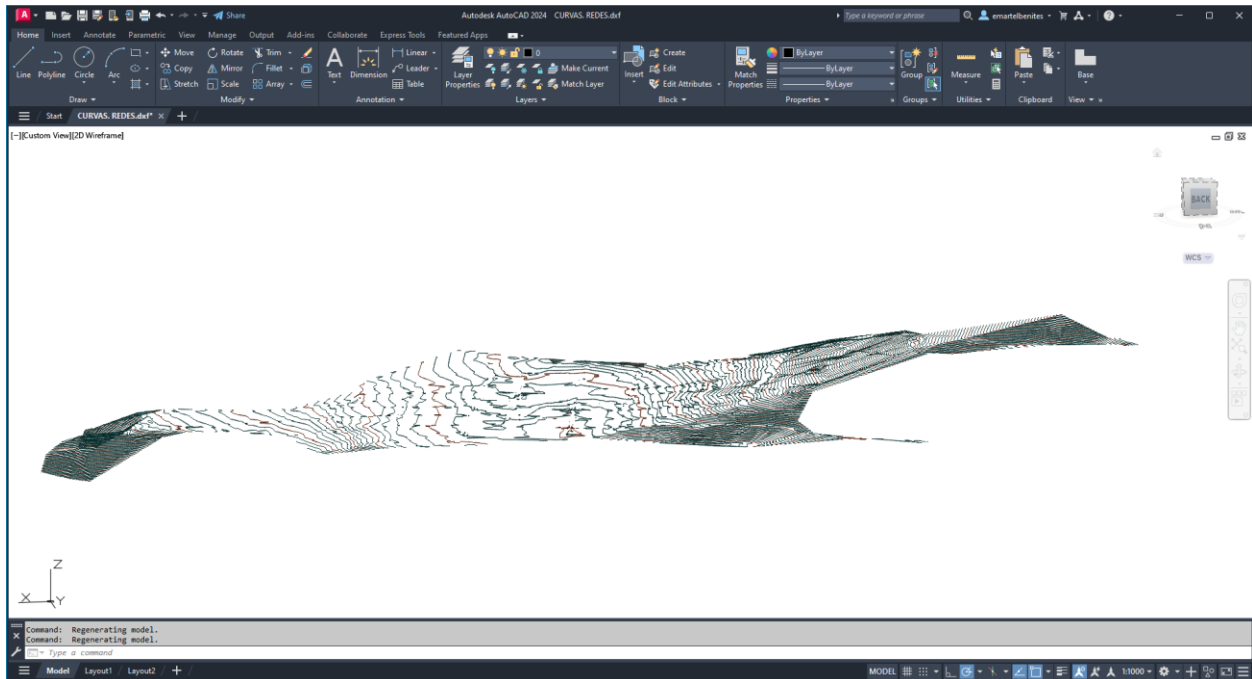 A Share Autodesk AutoCAD 2024 CURVAS. REDES.dxf Type a keyword or phrase emartelbenites
Home Insert Annotate Parametric View Manage Output Add-ins Collaborate Express Tools Featured Apps
Line Polyline Circle Arc Move Rotate Trim Copy Mirror Fillet Stretch Scale Array
Text Dimension Linear Leader Table
Layer Properties 0 Make Current Match Layer
Insert Create Edit Edit Attributes
Match Properties ByLayer ByLayer ByLayer
Group Measure Paste Base
Draw Modify Annotation Layers Block Properties Groups Utilities Clipboard View
Start CURVAS. REDES.dxf* +
[−][Custom View][2D Wireframe]
BACK
WCS
Z
X Y
Command: Regenerating model.
Command: Regenerating model.
Type a command
Model Layout1 Layout2 + MODEL 1:1000